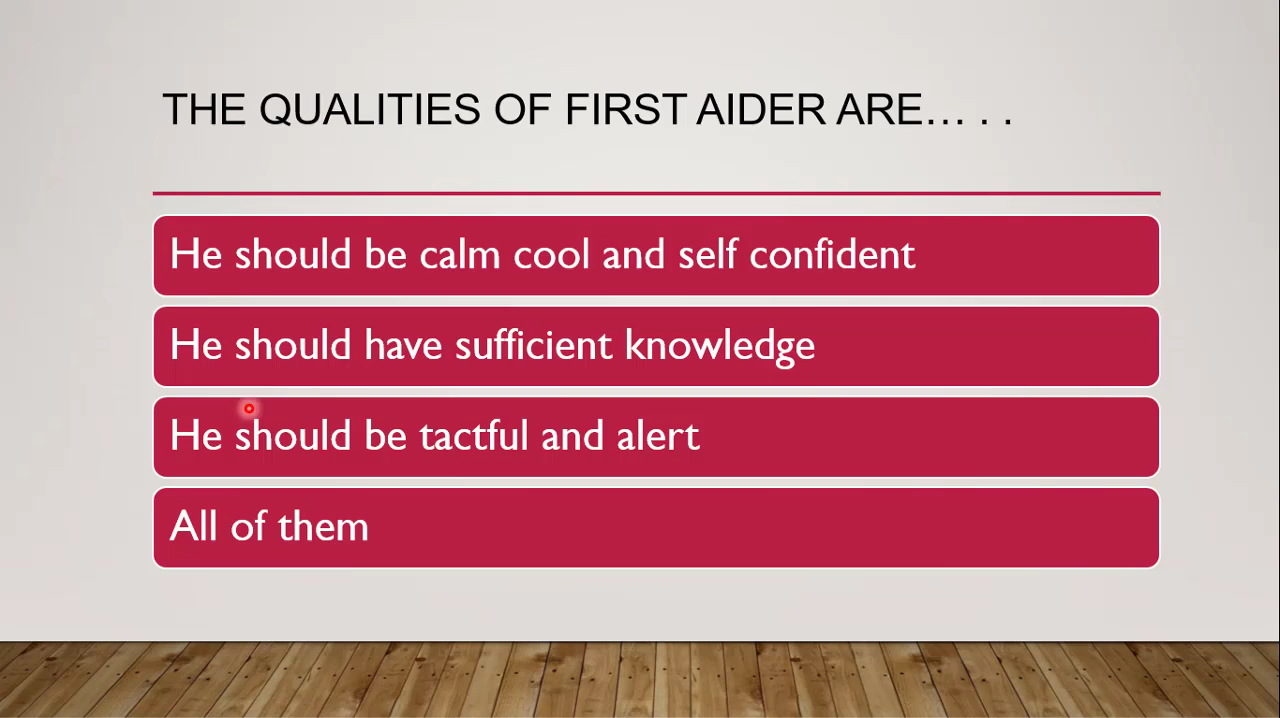 THE QUALITIES OF FIRST AIDER ARE… . .
He should be calm cool and self confident
He should have sufficient knowledge
He should be tactful and alert
All of them